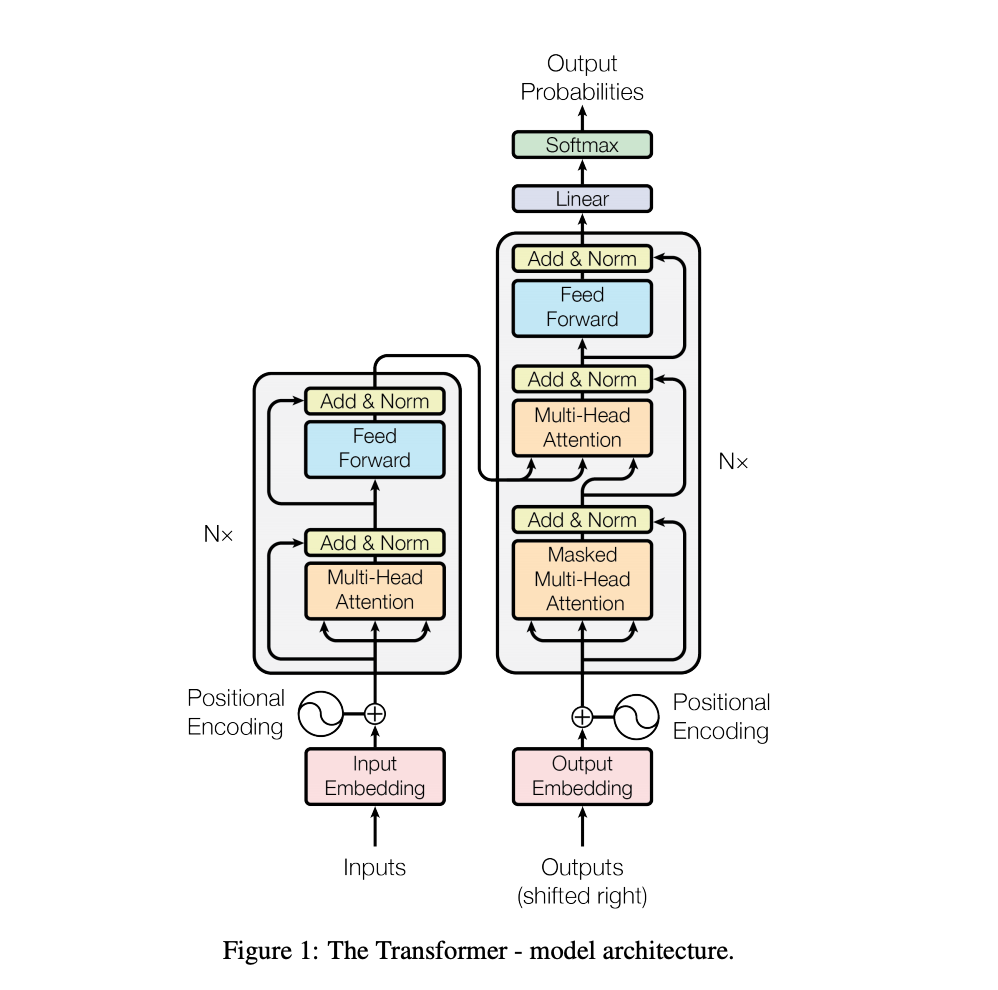 Output
Probabilities
Softmax
Linear
Add & Norm
Feed
Forward
Add & Norm
Multi-Head
Attention
Add & Norm
Masked
Multi-Head
Attention
N×
Add & Norm
Feed
Forward
Add & Norm
Multi-Head
Attention
N×
Positional
Encoding
Positional
Encoding
Input
Embedding
Output
Embedding
Inputs
Outputs
(shifted right)
Figure 1: The Transformer - model architecture.